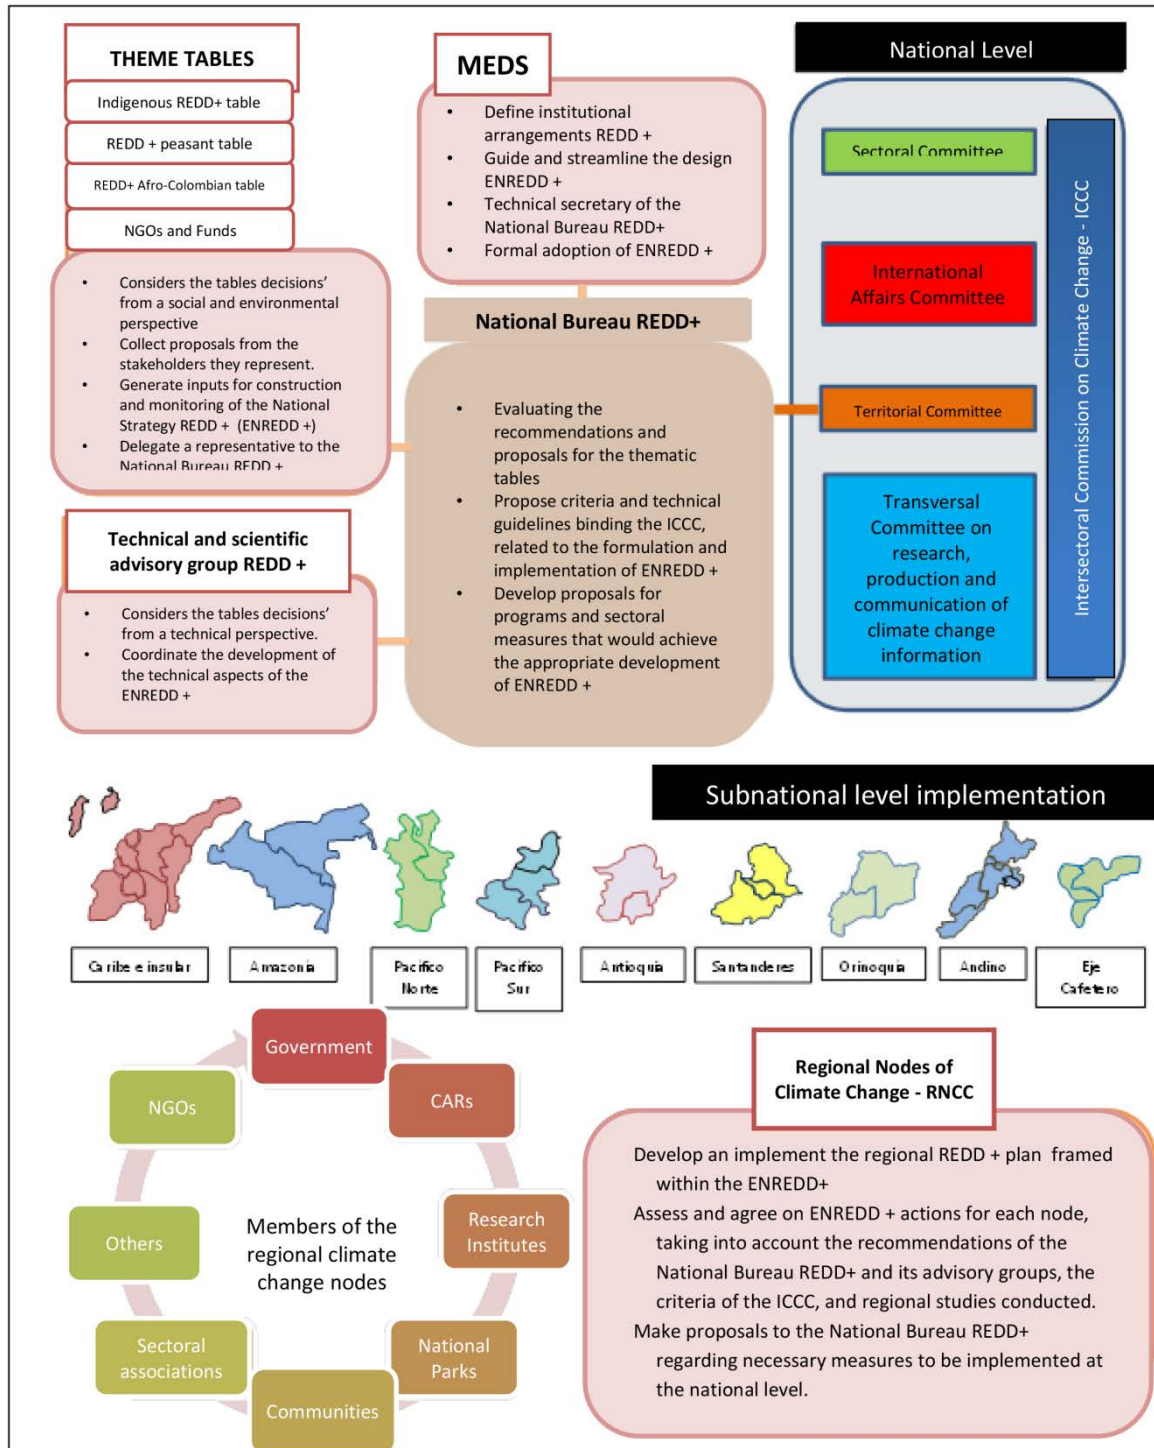 THEME TABLES
Indigenous REDD+ table
REDD + peasant table
REDD+ Afro-Colombian table
NGOs and Funds
• Considers the tables decisions’
from a social and environmental
perspective
• Collect proposals from the
stakeholders they represent.
• Generate inputs for construction
and monitoring of the National
Strategy REDD + (ENREDD +)
• Delegate a representative to the
National Bureau REDD +
Technical and scientific
advisory group REDD +
• Considers the tables decisions’
from a technical perspective.
• Coordinate the development of
the technical aspects of the
ENREDD +
MEDS
• Define institutional
arrangements REDD +
• Guide and streamline the design
ENREDD +
• Technical secretary of the
National Bureau REDD+
• Formal adoption of ENREDD +
National Bureau REDD+
• Evaluating the
recommendations and
proposals for the thematic
tables
• Propose criteria and technical
guidelines binding the ICCC,
related to the formulation and
implementation of ENREDD +
• Develop proposals for
programs and sectoral
measures that would achieve
the appropriate development
of ENREDD +
National Level
Sectoral Committee
International
Affairs Committee
Territorial Committee
Transversal
Committee on
research,
production and
communication of
climate change
information
Intersectoral Commission on Climate Change - ICCC
Subnational level implementation
Caribe e insular
Amazonía
Pacífico
Norte
Pacífico
Sur
Antioquia
Santanderes
Orinoquía
Andino
Eje
Cafetero
Government
CARs
Research
Institutes
National
Parks
Communities
Sectoral
associations
Others
NGOs
Members of the
regional climate
change nodes
Regional Nodes of
Climate Change - RNCC
Develop an implement the regional REDD + plan framed
within the ENREDD+
Assess and agree on ENREDD + actions for each node,
taking into account the recommendations of the
National Bureau REDD+ and its advisory groups, the
criteria of the ICCC, and regional studies conducted.
Make proposals to the National Bureau REDD+
regarding necessary measures to be implemented at
the national level.